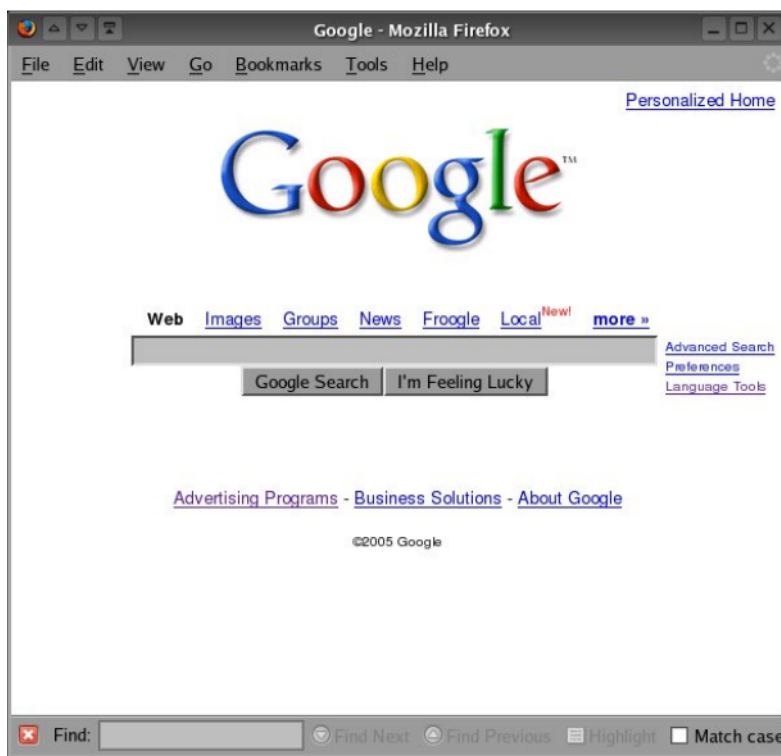 Google - Mozilla Firefox
File Edit View Go Bookmarks Tools Help
Personalized Home
Google™
Web Images Groups News Froogle Local New! more »
Advanced Search
Preferences
Language Tools
Google Search I'm Feeling Lucky
Advertising Programs - Business Solutions - About Google
©2005 Google
Find: Find Next Find Previous Highlight Match case